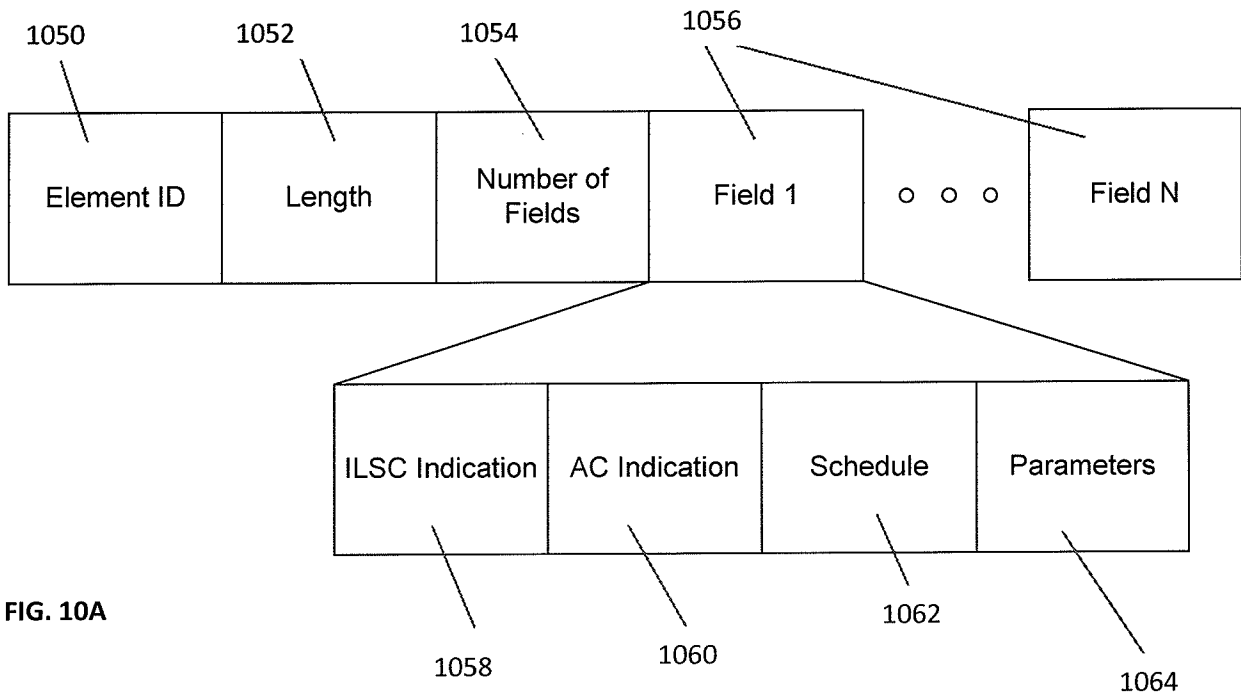 1050
1052
1054
1056
Element ID
Length
Number of
Fields
Field 1
Field N
ILSC Indication
AC Indication
Schedule
Parameters
FIG. 10A
1058
1060
1062
1064